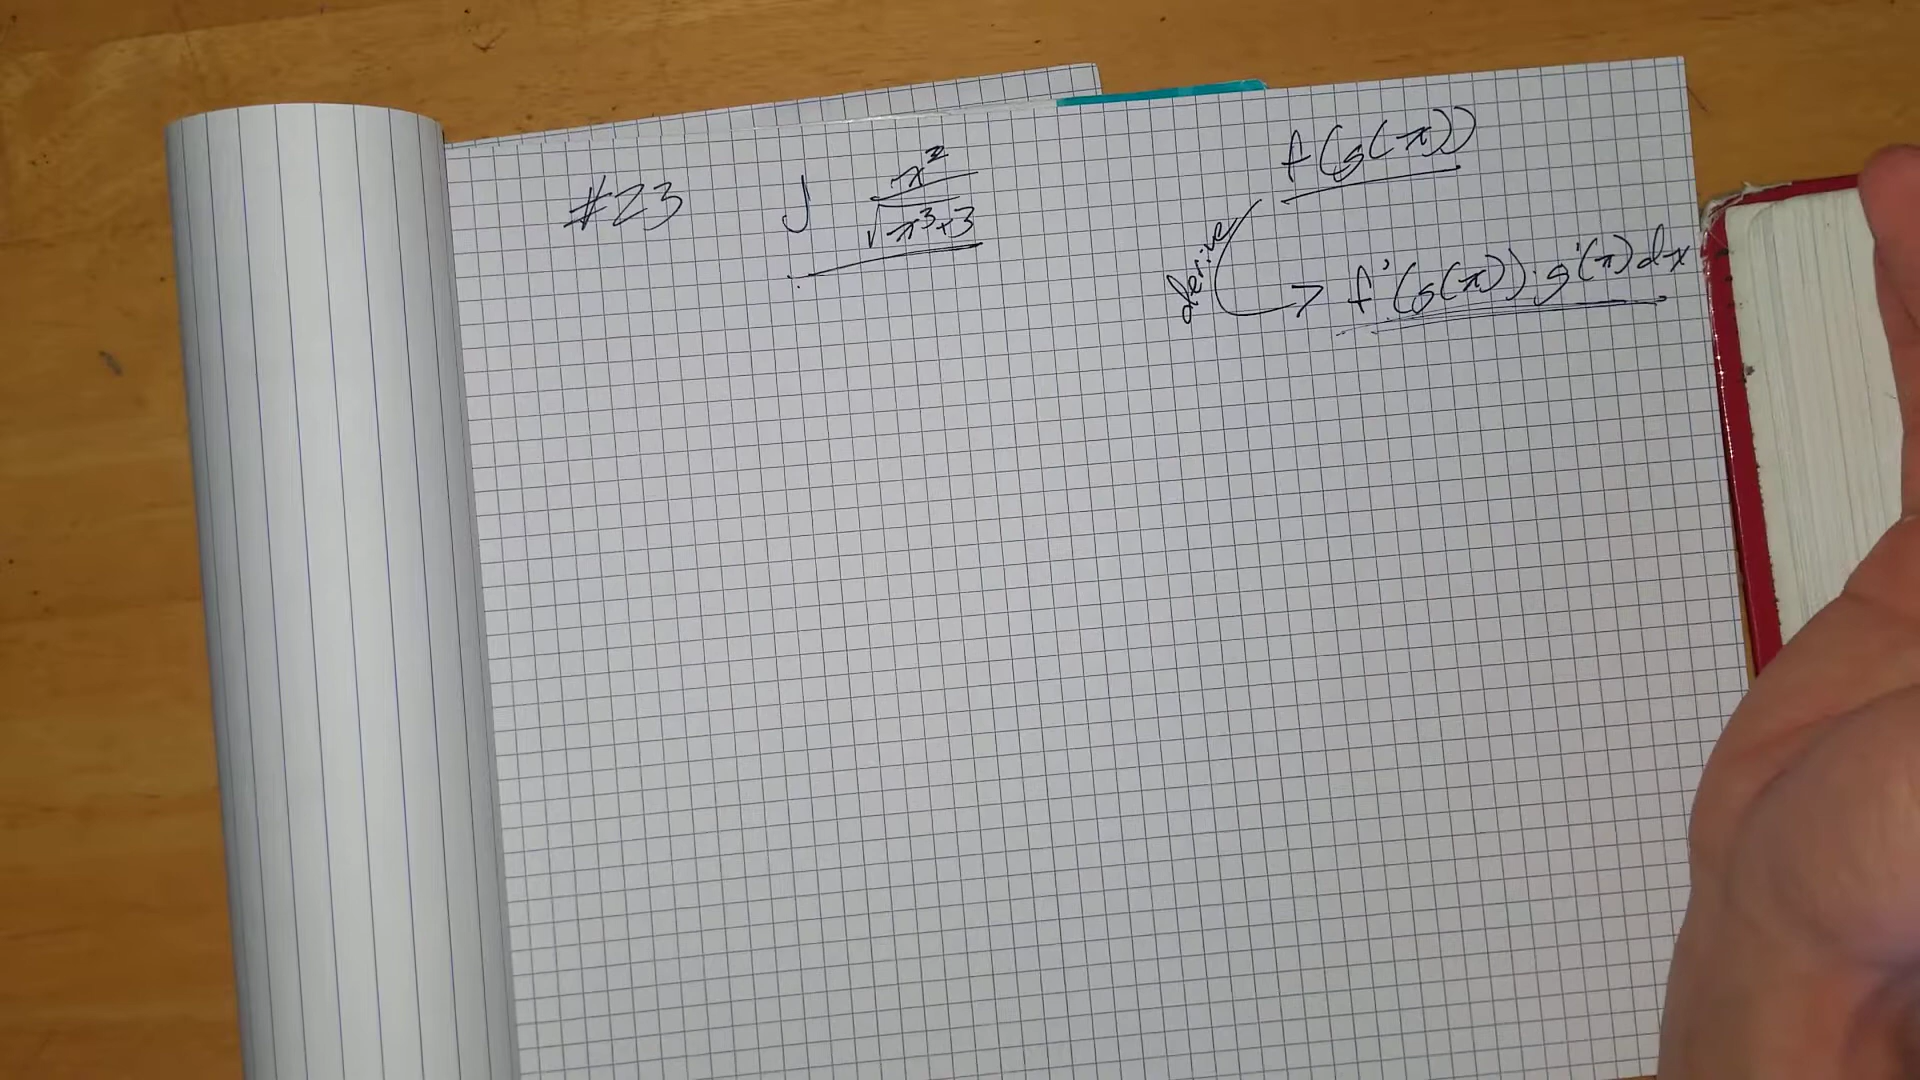 #23 ∫ x²/√x³+3
f(g(x))
derive
→ f'(g(x))·g'(x)dx